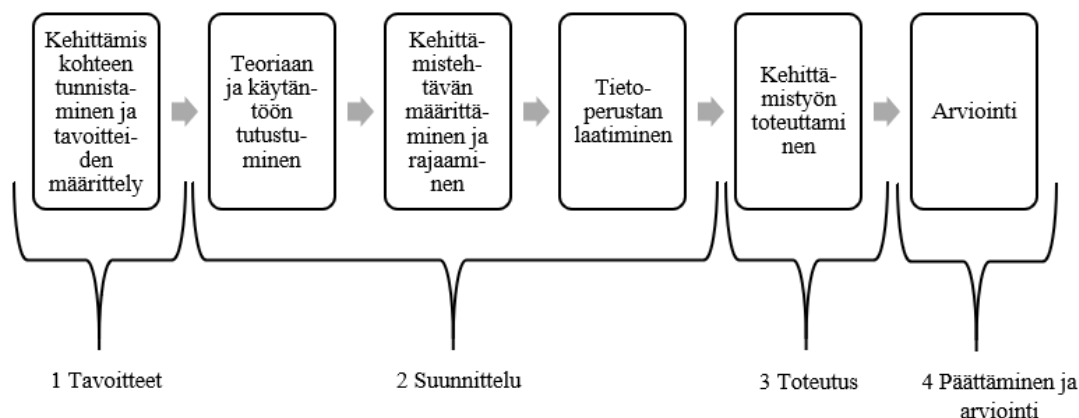 Kehittämis
kohteen
tunnista-
minen ja
tavoittei-
den
määrittely
Teoriaan
ja käytän-
töön
tutustu-
minen
Kehittä-
misteh-
tävän
määrittä-
minen ja
rajaami-
nen
Tieto-
perustan
laatiminen
Kehittä-
mistyön
toteuttami
nen
Arviointi
1 Tavoitteet
2 Suunnittelu
3 Toteutus
4 Päättäminen ja
arviointi